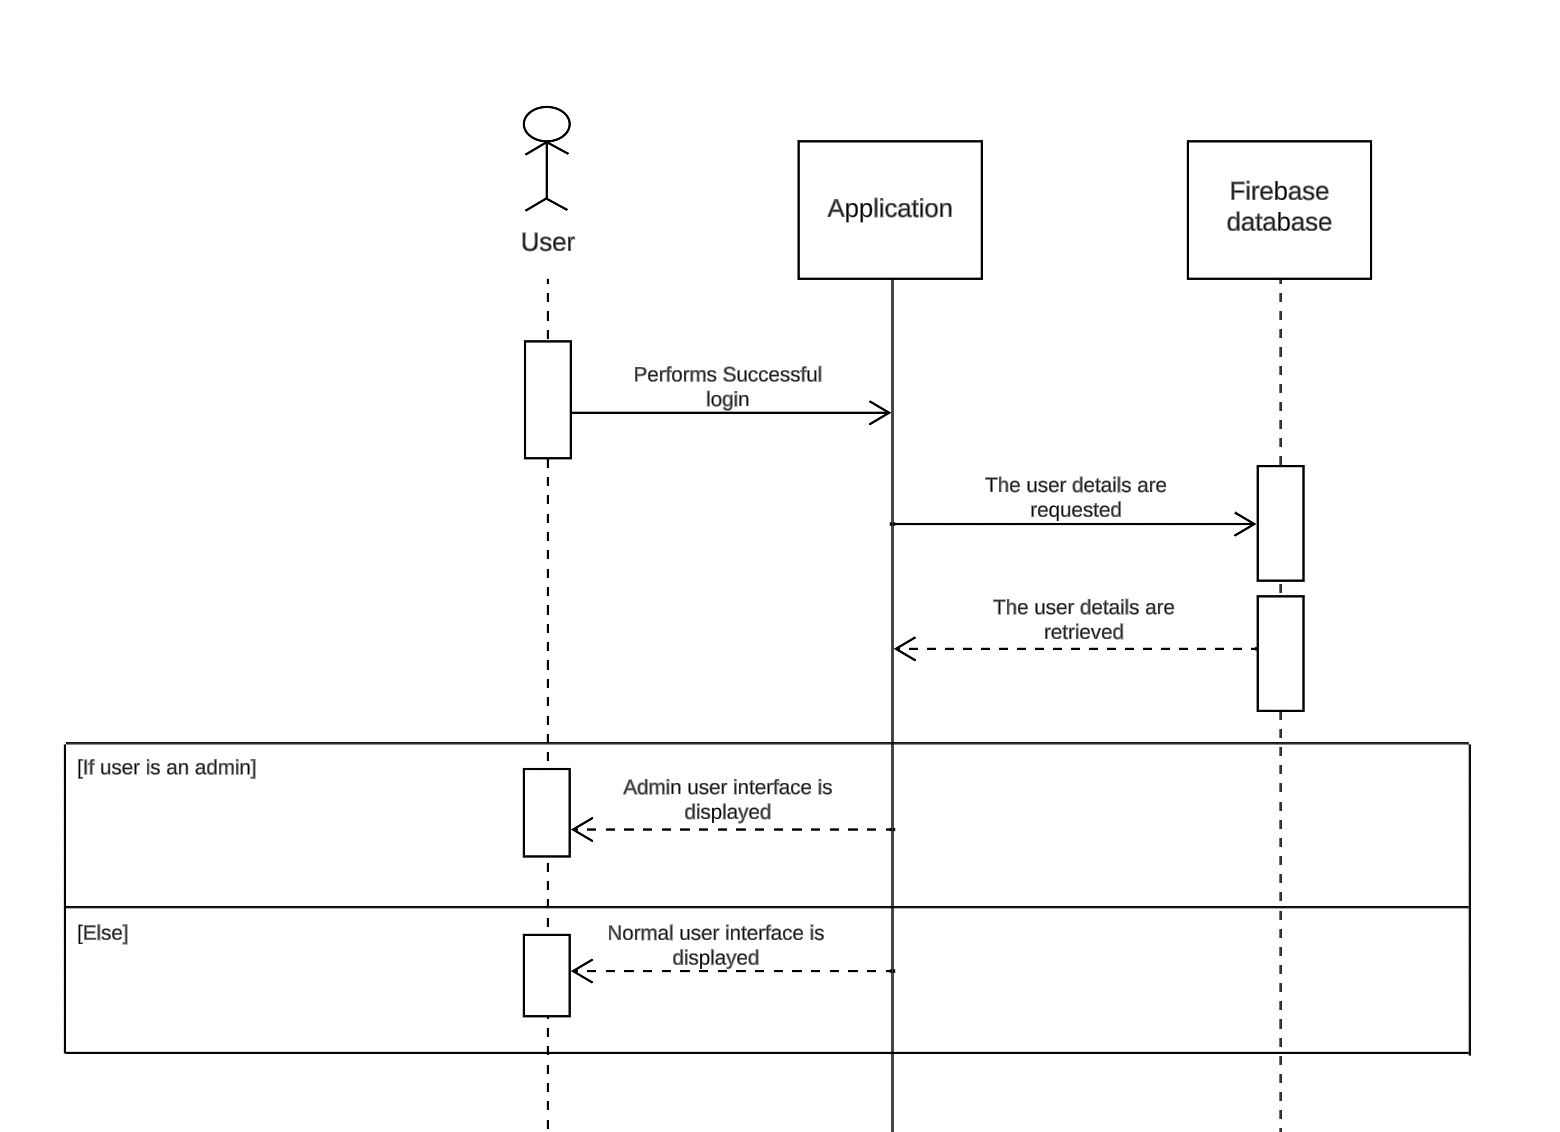 User
Application
Firebase
database
Performs Successful
login
The user details are
requested
The user details are
retrieved
[If user is an admin]
Admin user interface is
displayed
[Else]
Normal user interface is
displayed